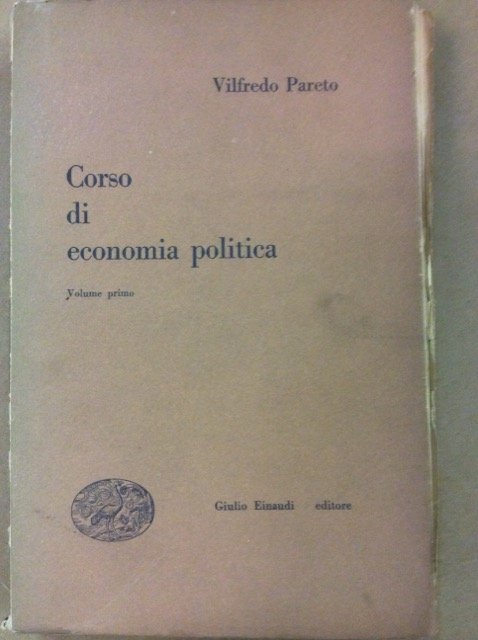 Vilfredo Pareto
Corso
di
economia politica
Volume primo
Giulio Einaudi editore